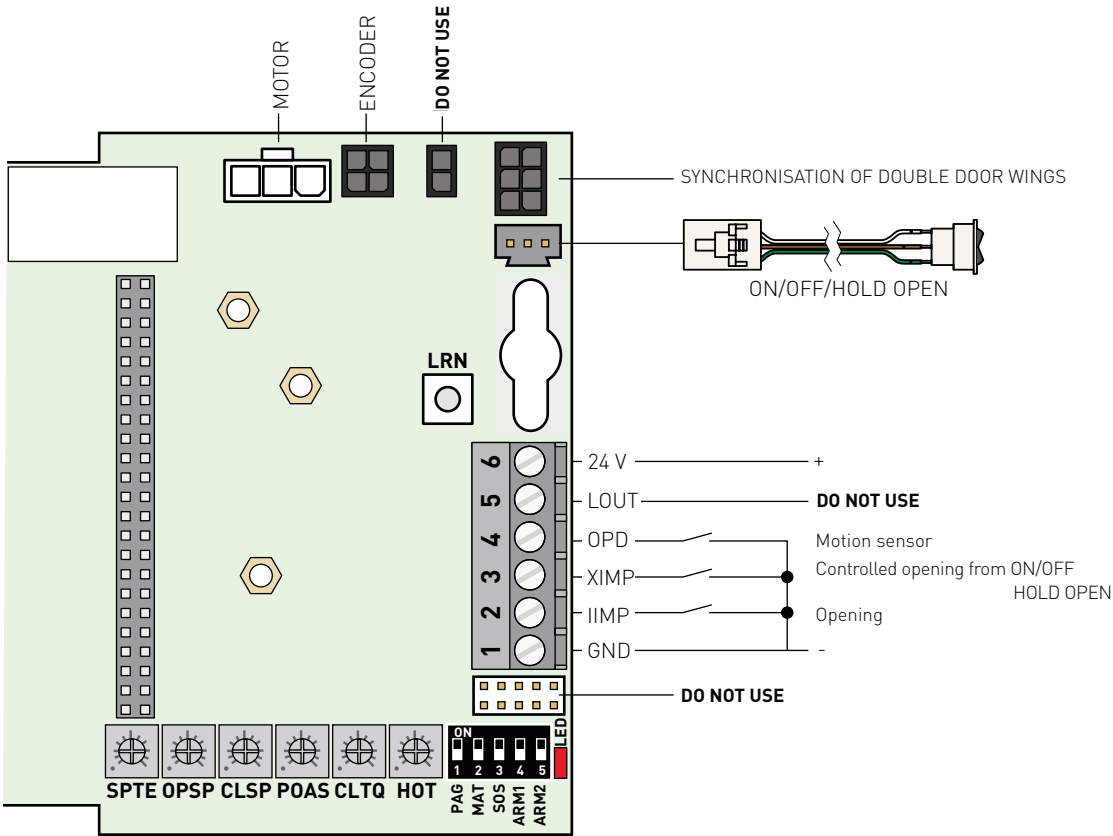 MOTOR
ENCODER
DO NOT USE
SYNCHRONISATION OF DOUBLE DOOR WINGS
ON/OFF/HOLD OPEN
LRN
6 24 V +
5 LOUT DO NOT USE
4 OPD Motion sensor
3 XIMP Controlled opening from ON/OFF
HOLD OPEN
2 IIMP Opening
1 GND -
DO NOT USE
LED
ON
1 2 3 4 5
SPTE OPSP CLSP POAS CLTQ HOT
PAG
MAT
SOS
ARM1
ARM2